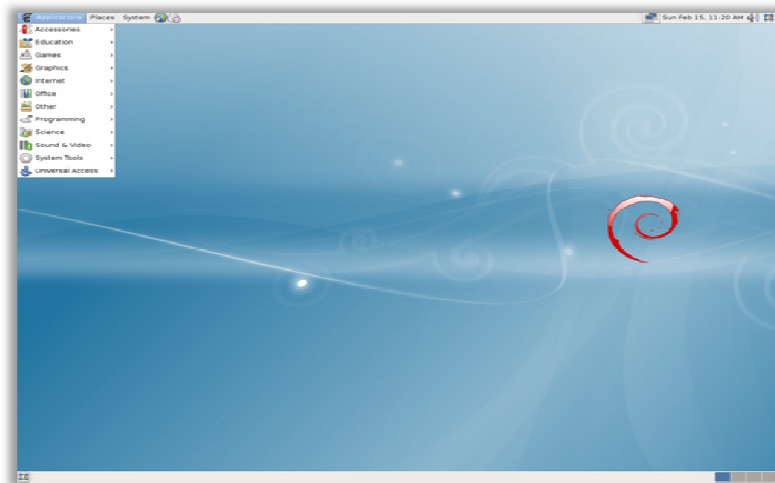 Applications Places System Sun Feb 15, 11:20 AM
Accessories
Education
Games
Graphics
Internet
Office
Other
Programming
Science
Sound & Video
System Tools
Universal Access